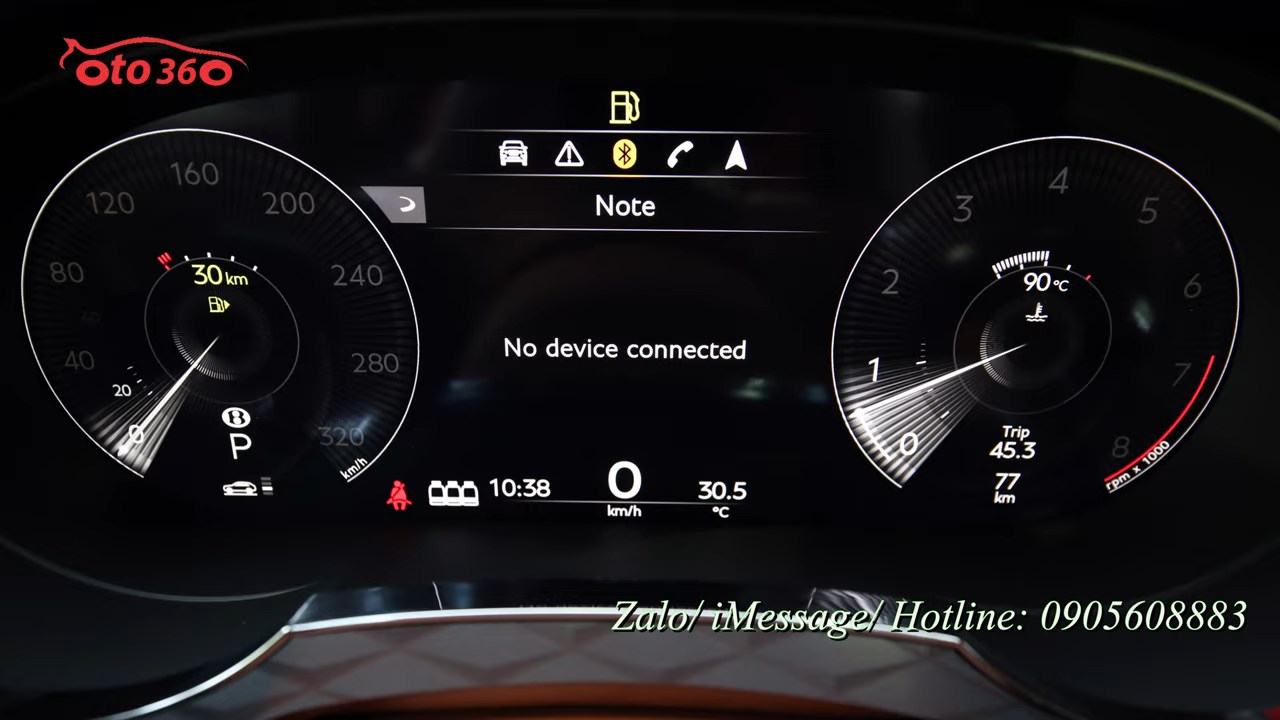 oto 360
Note
No device connected
10:38
0
km/h
30.5
°C
0
20
40
80
120
160
200
240
280
320
km/h
30 km
B
P
0
1
2
3
4
5
6
7
8
rpm x 1000
90 °C
Trip
45.3
77
km
Zalo/ iMessage/ Hotline: 0905608883